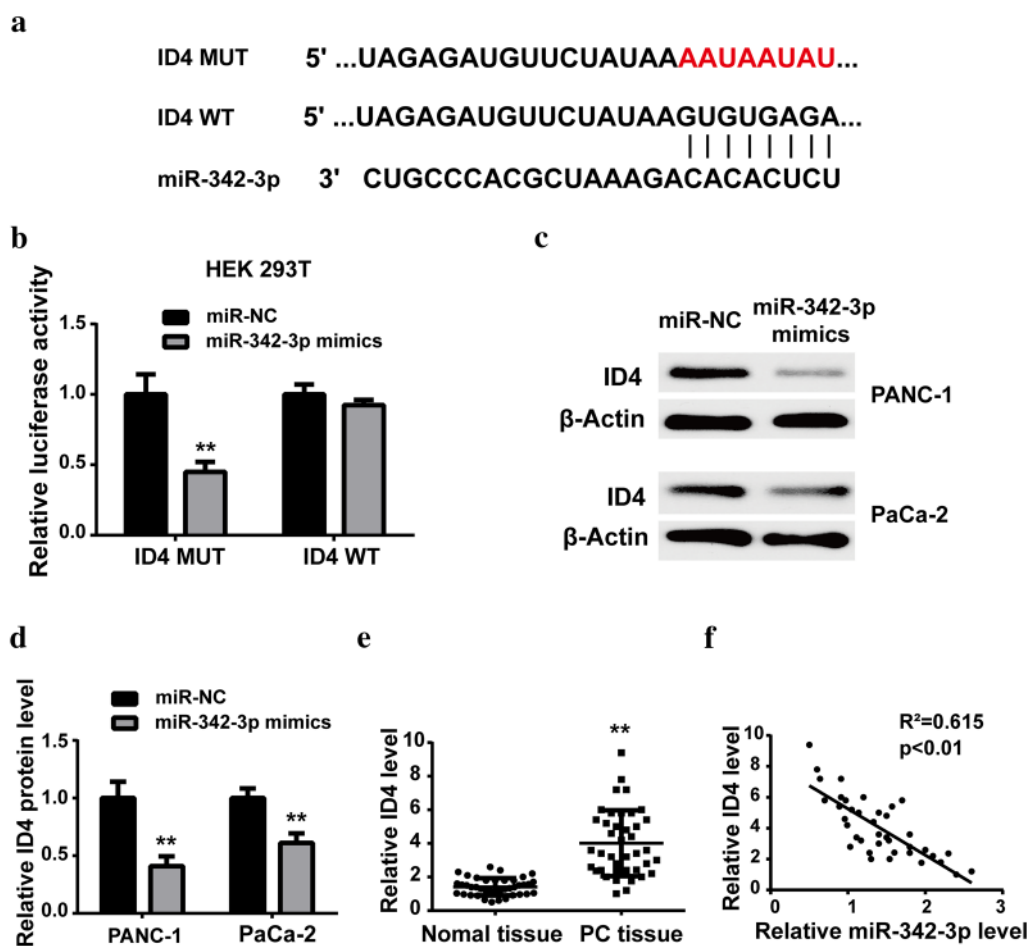 a
ID4 MUT 5' ...UAGAGAUGUUCUAUAAAAUAAUAU...
ID4 WT 5' ...UAGAGAUGUUCUAUAAGUGUGAGA...
miR-342-3p 3' CUGCCCACGCUAAAGACACACUCU
b
HEK 293T
miR-NC
miR-342-3p mimics
Relative luciferase activity
1.5
1.0
0.5
0.0
**
ID4 MUT ID4 WT
c
miR-NC miR-342-3p mimics
ID4
β-Actin
PANC-1
ID4
β-Actin
PaCa-2
d
miR-NC
miR-342-3p mimics
Relative ID4 protein level
1.5
1.0
0.5
0
** **
PANC-1 PaCa-2
e
Relative ID4 level
10
8
6
4
2
0
**
Nomal tissue PC tissue
f
R²=0.615
p<0.01
Relative ID4 level
10
8
6
4
2
0
0 1 2 3
Relative miR-342-3p level